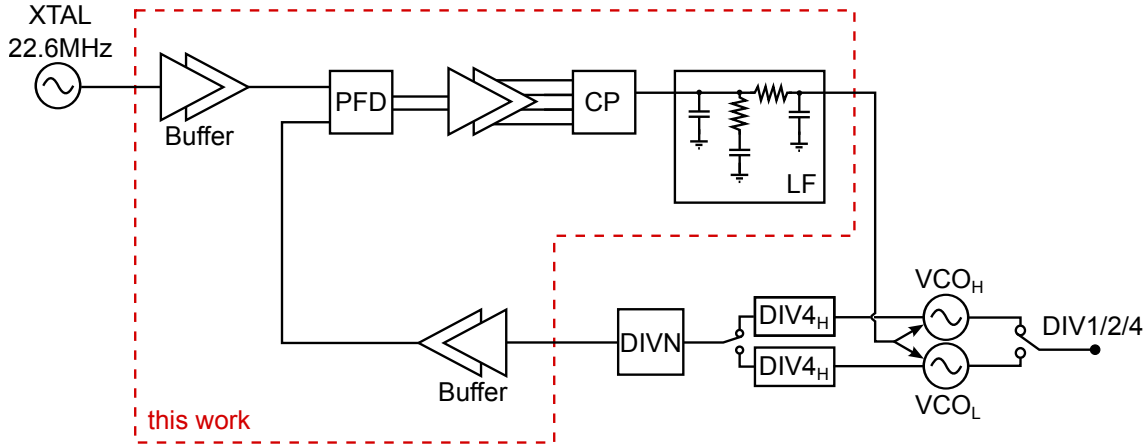 XTAL
22.6MHz
Buffer
PFD
CP
LF
VCO_H
DIV4_H
DIV1/2/4
DIVN
DIV4_H
Buffer
VCO_L
this work